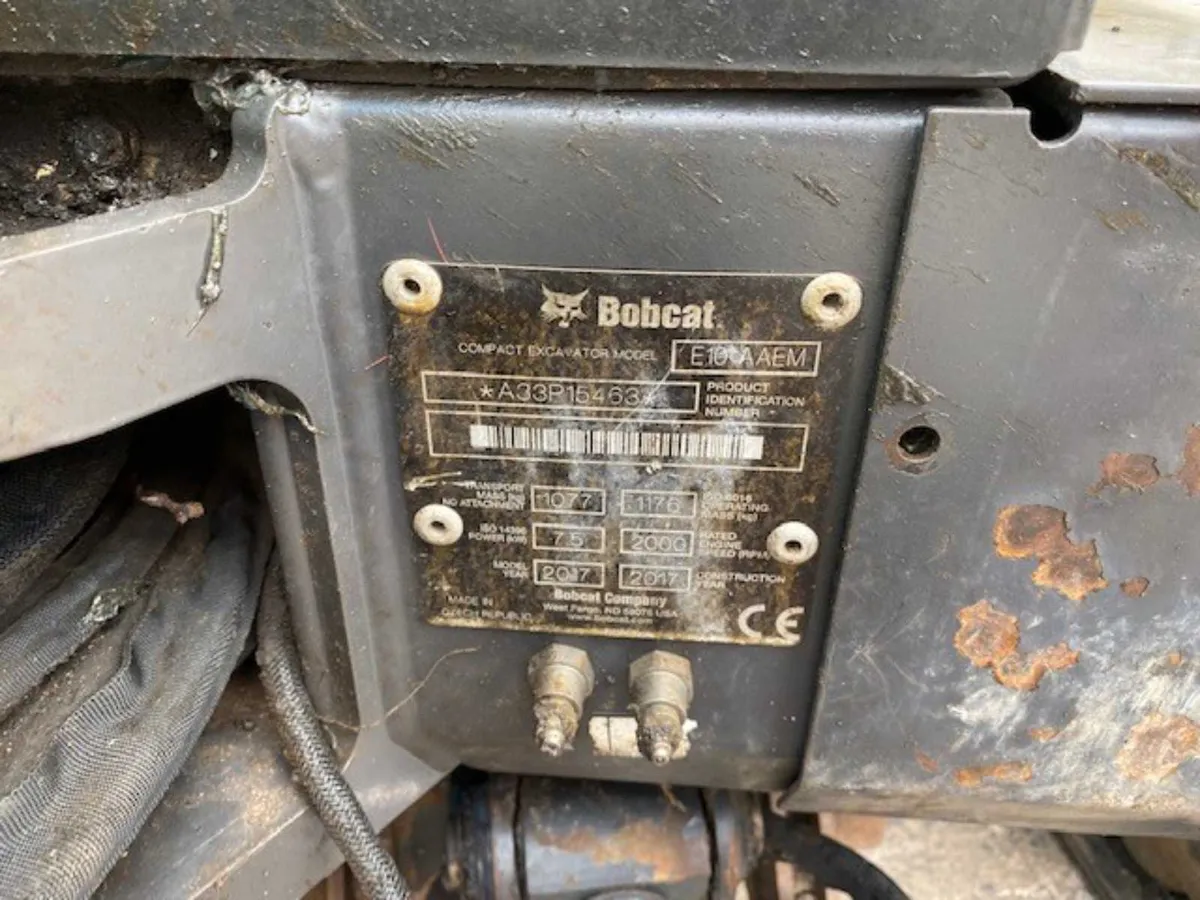 Bobcat
COMPACT EXCAVATOR MODEL E10 AAEM
*A33P15463* PRODUCT IDENTIFICATION NUMBER
TRANSPORT MASS (kg) NO ATTACHMENT 1077 1176 ISO 6016 OPERATING MASS (kg)
ISO 14396 POWER (kW) 7.5 2000 RATED ENGINE SPEED (RPM)
MODEL YEAR 2017 2017 CONSTRUCTION YEAR
Bobcat Company
MADE IN West Fargo, ND 58078 USA
CZECH REPUBLIC www.bobcat.com
CE